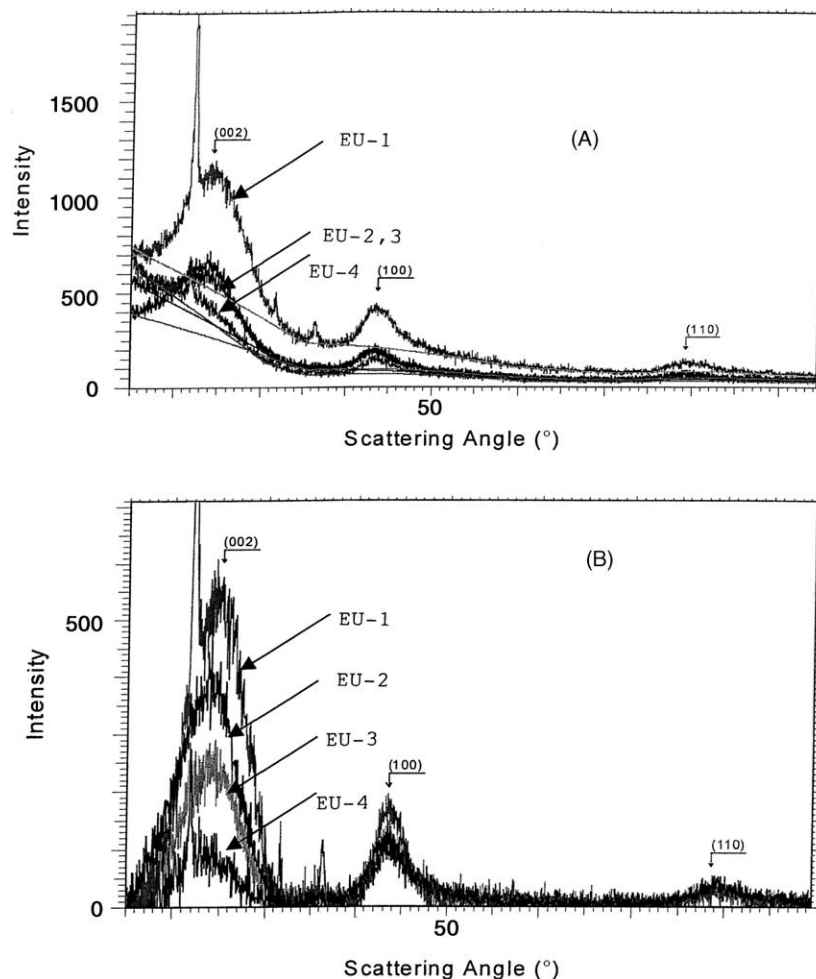 1500
1000
500
0
Intensity
(002)
EU-1
(A)
EU-2,3
EU-4
(100)
(110)
50
Scattering Angle (°)
500
0
Intensity
(002)
(B)
EU-1
EU-2
EU-3
EU-4
(100)
(110)
50
Scattering Angle (°)